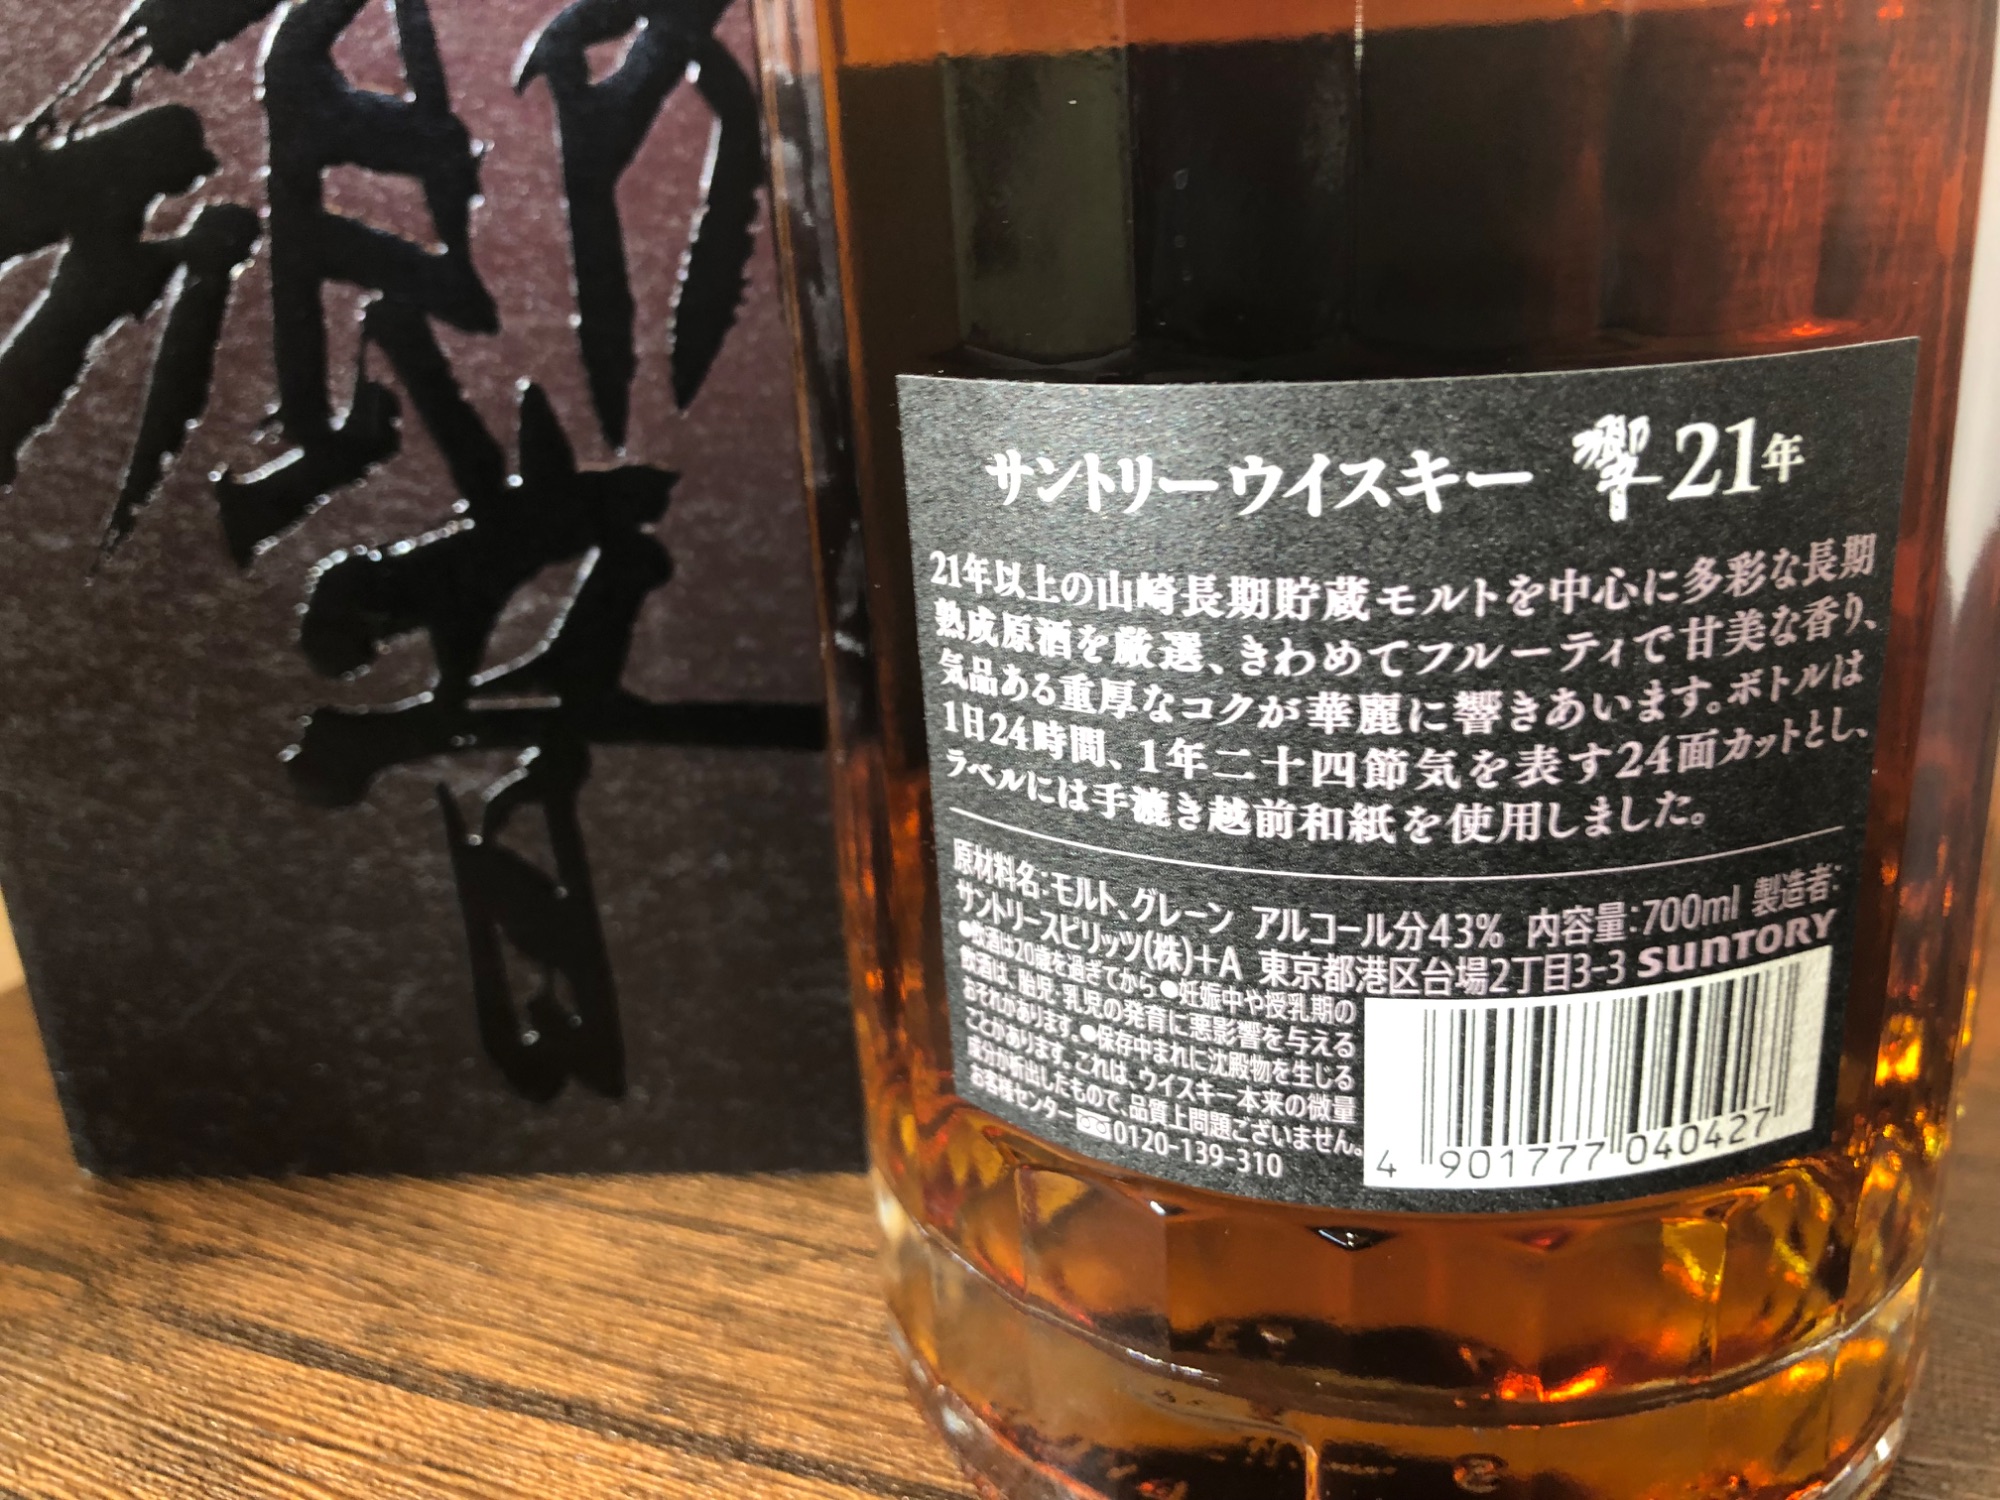 響
サントリーウイスキー 響21年
21年以上の山崎長期貯蔵モルトを中心に多彩な長期
熟成原酒を厳選、きわめてフルーティで甘美な香り、
気品ある重厚なコクが華麗に響きあいます。ボトルは
1日24時間、1年二十四節気を表す24面カットとし、
ラベルには手漉き越前和紙を使用しました。
原材料名:モルト、グレーン アルコール分43% 内容量:700ml 製造者:
サントリースピリッツ(株)+A 東京都港区台場2丁目3-3 SUNTORY
●飲酒は20歳を過ぎてから●妊娠中や授乳期の
飲酒は、胎児・乳児の発育に悪影響を与える
おそれがあります。●保存中まれに沈殿物を生じる
ことがあります。これは、ウイスキー本来の微量
成分が析出したもので、品質上問題ございません。
お客様センター 0120-139-310
4 901777 040427